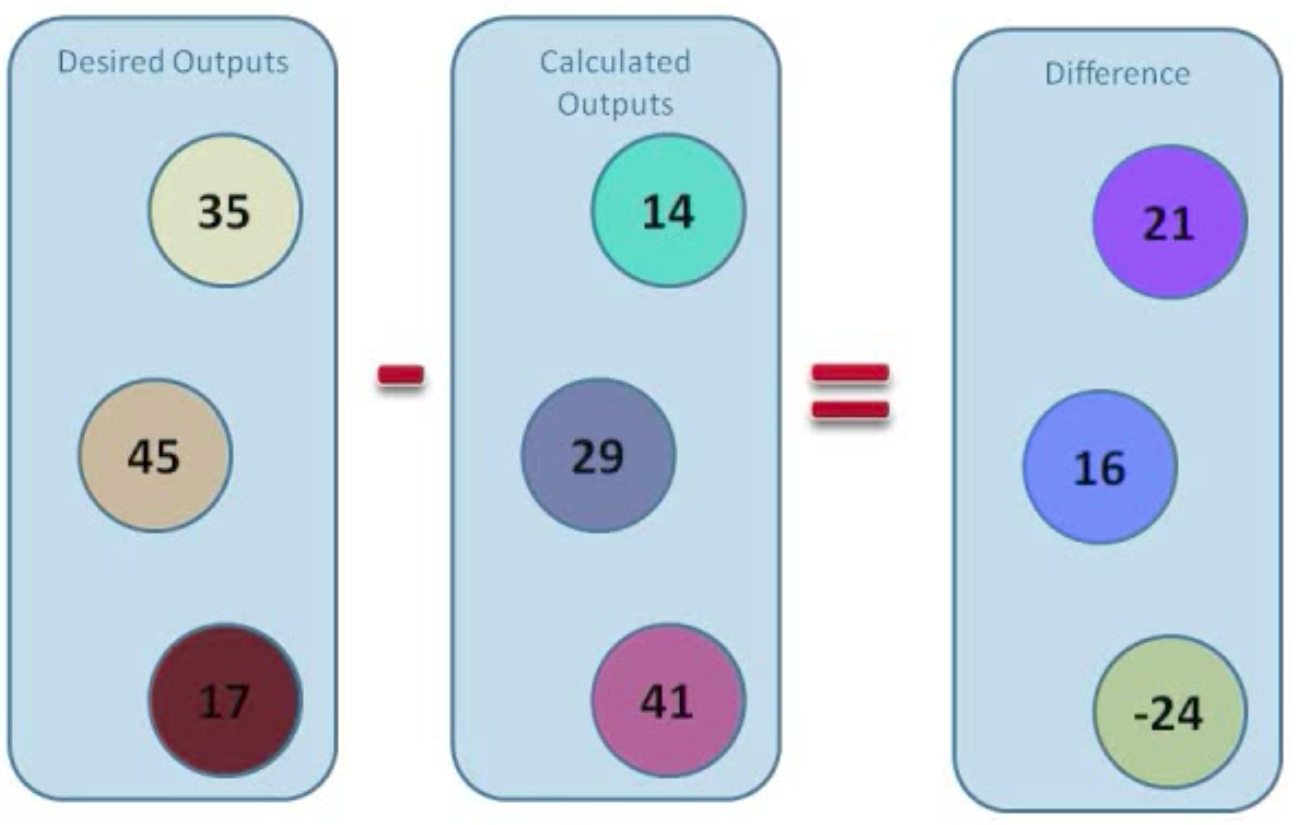 Desired Outputs
35
45
17
-
Calculated
Outputs
14
29
41
=
Difference
21
16
-24